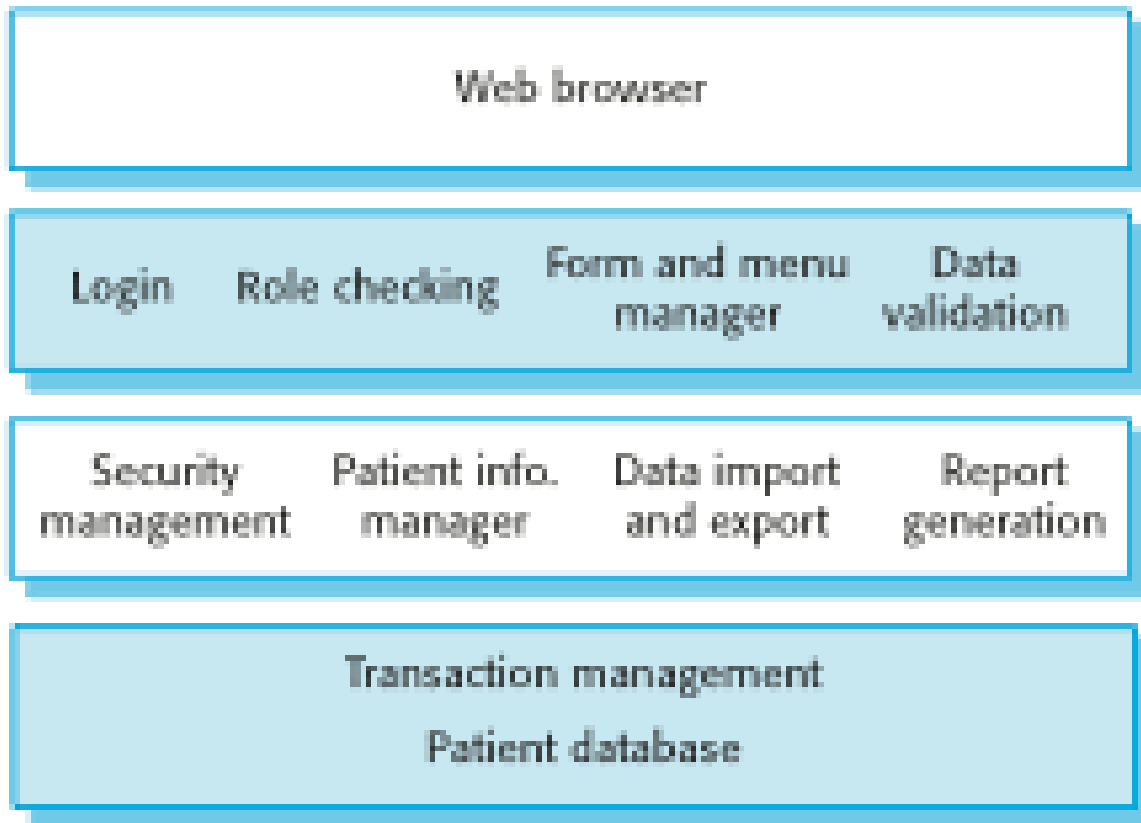 Web browser
Login
Role checking
Form and menu
manager
Data
validation
Security
management
Patient info.
manager
Data import
and export
Report
generation
Transaction management
Patient database